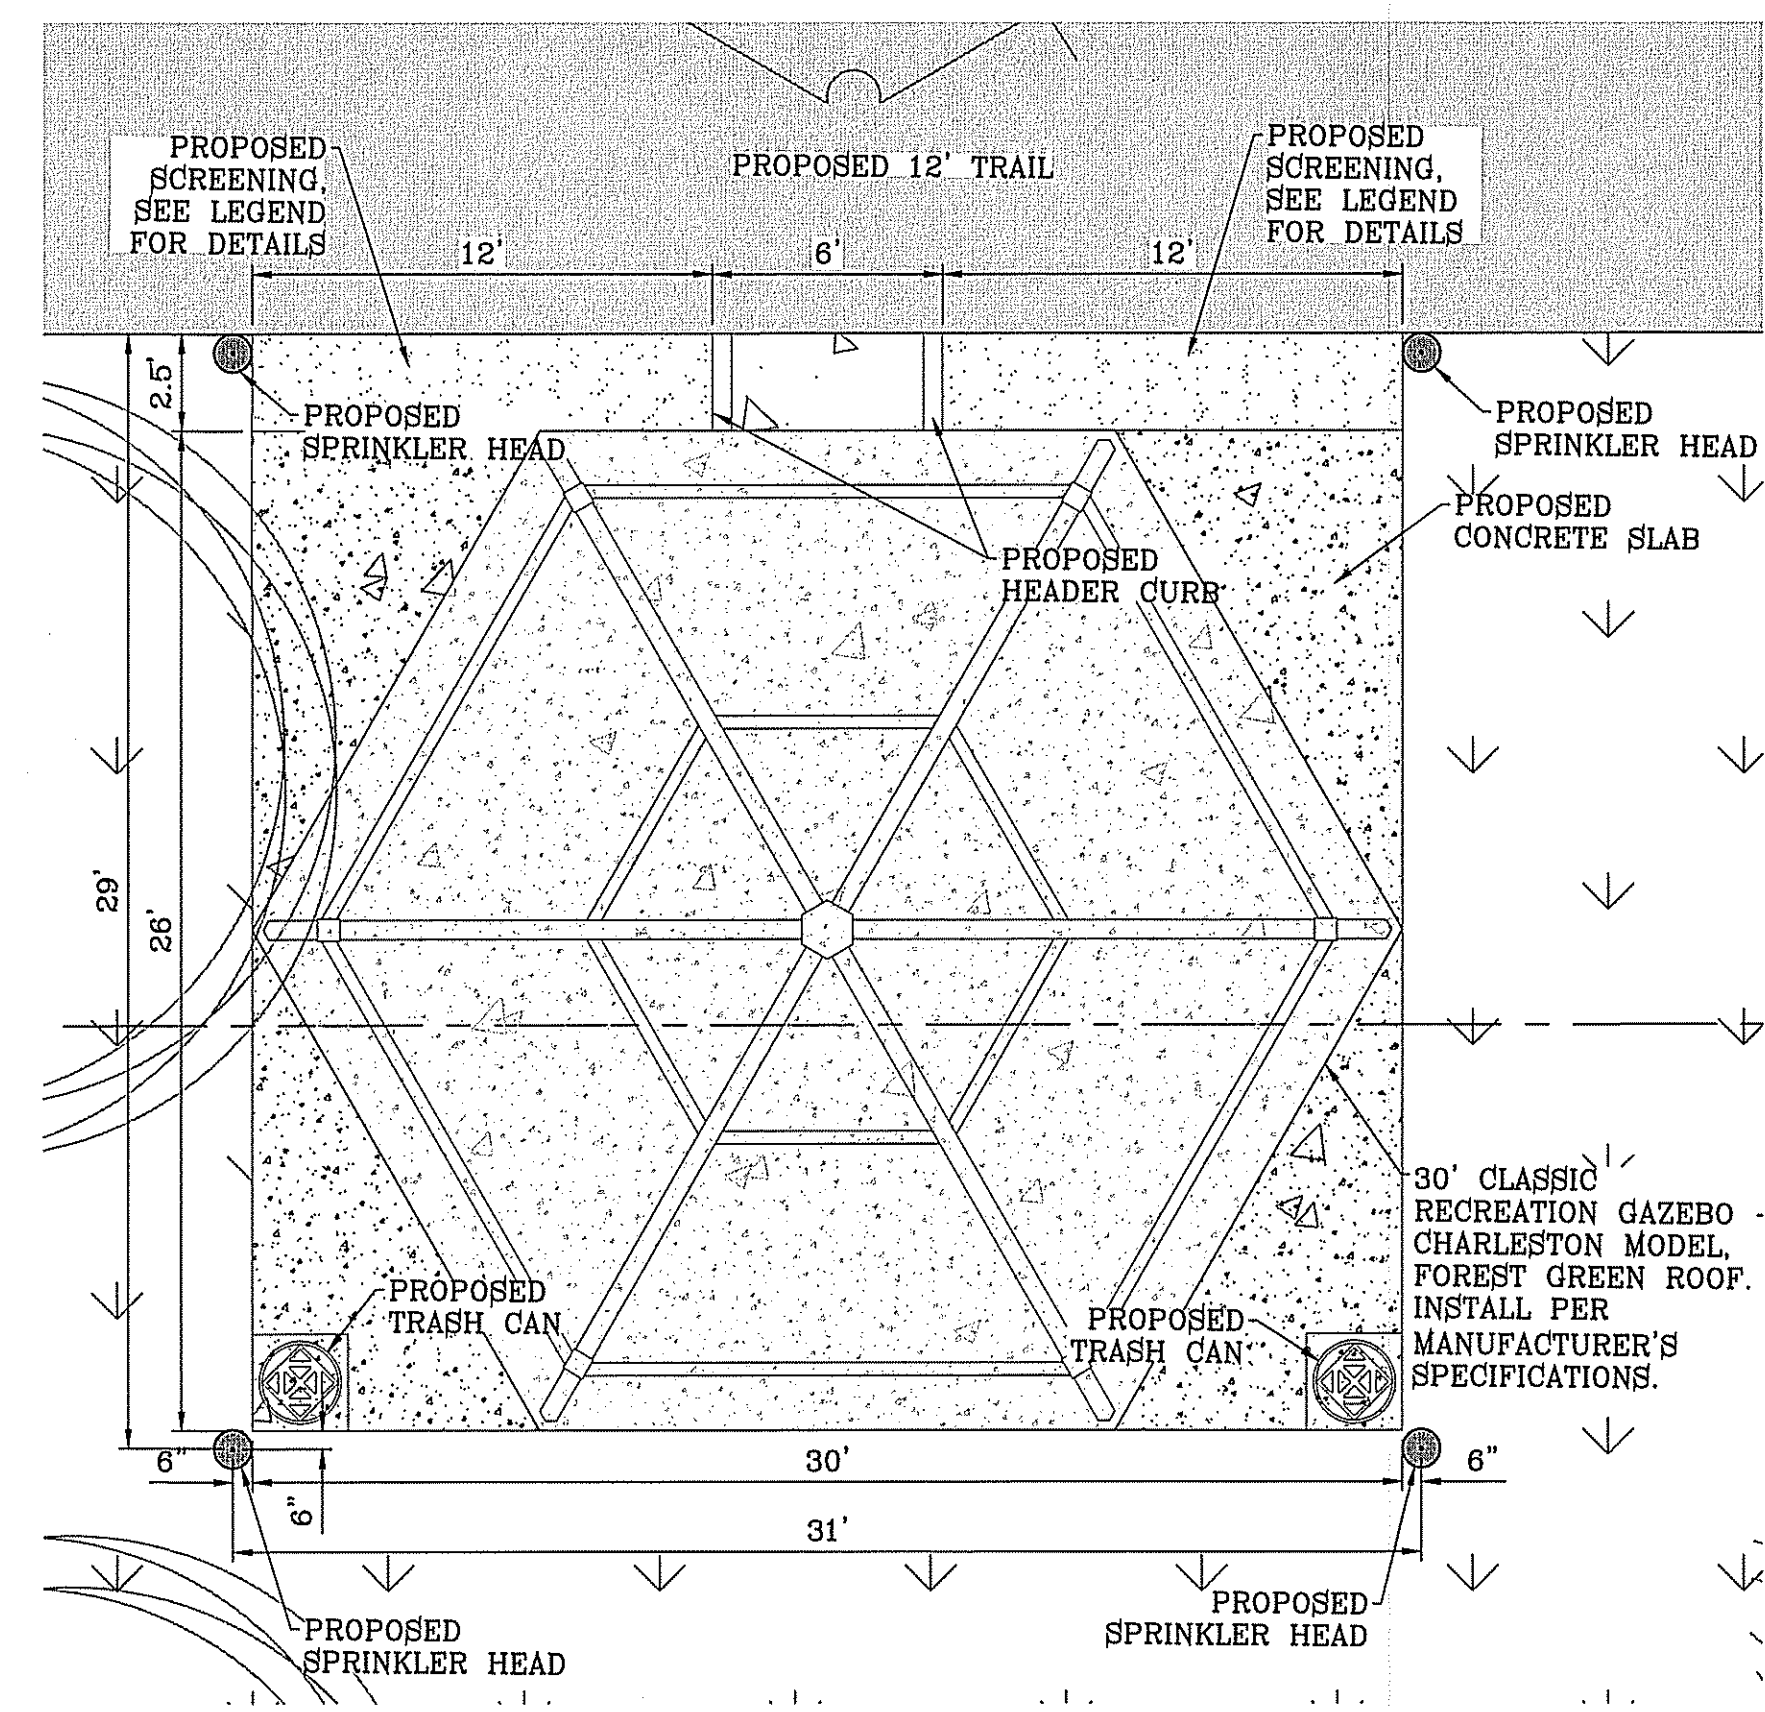 PROPOSED
SCREENING,
SEE LEGEND
FOR DETAILS
PROPOSED 12' TRAIL
PROPOSED
SCREENING,
SEE LEGEND
FOR DETAILS
12'
6'
12'
2.5'
PROPOSED
SPRINKLER HEAD
PROPOSED
SPRINKLER HEAD
PROPOSED
CONCRETE SLAB
PROPOSED
HEADER CURB
29'
26'
30' CLASSIC
RECREATION GAZEBO -
CHARLESTON MODEL,
FOREST GREEN ROOF.
INSTALL PER
MANUFACTURER'S
SPECIFICATIONS.
PROPOSED
TRASH CAN
PROPOSED
TRASH CAN
6"
30'
6"
6"
31'
PROPOSED
SPRINKLER HEAD
PROPOSED
SPRINKLER HEAD